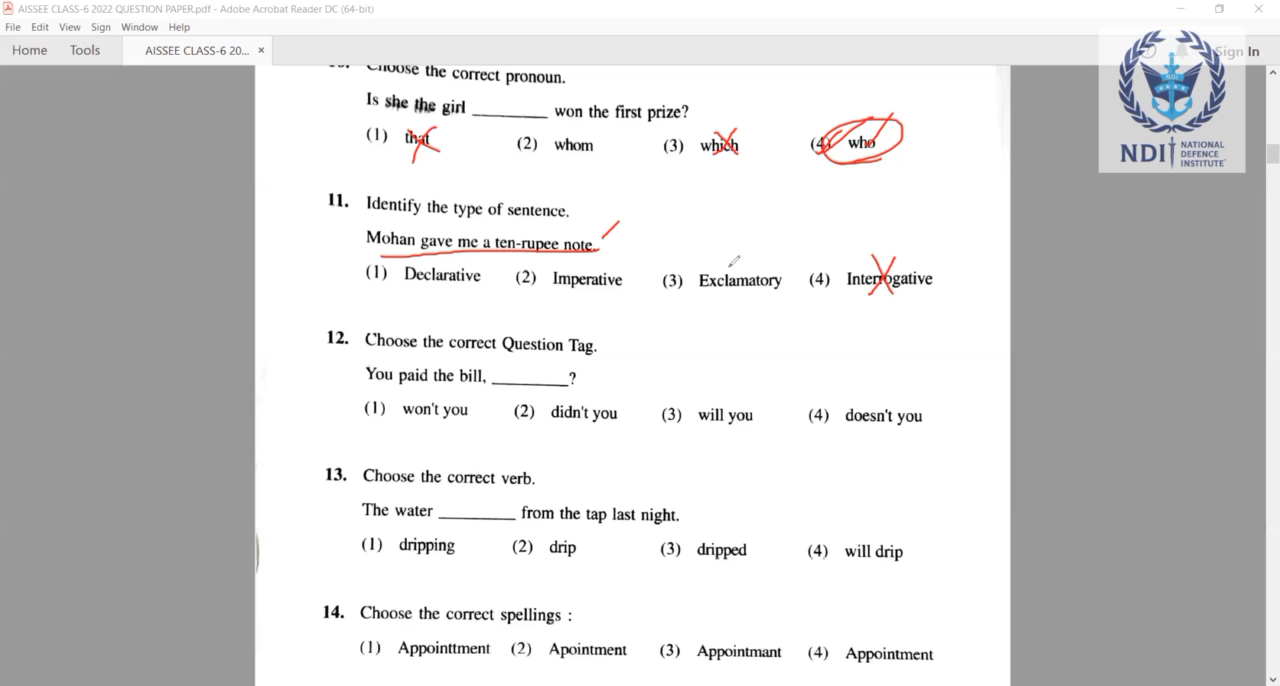 AISSEE CLASS-6 2022 QUESTION PAPER.pdf - Adobe Acrobat Reader DC (64-bit)
File Edit View Sign Window Help
Home Tools AISSEE CLASS-6 20... × Sign In
NDI NATIONAL DEFENCE INSTITUTE
Choose the correct pronoun.
Is she the girl ________ won the first prize?
(1) that (2) whom (3) which (4) who
11. Identify the type of sentence.
Mohan gave me a ten-rupee note.
(1) Declarative (2) Imperative (3) Exclamatory (4) Interrogative
12. Choose the correct Question Tag.
You paid the bill, ________?
(1) won't you (2) didn't you (3) will you (4) doesn't you
13. Choose the correct verb.
The water ________ from the tap last night.
(1) dripping (2) drip (3) dripped (4) will drip
14. Choose the correct spellings :
(1) Appointtment (2) Apointment (3) Appointmant (4) Appointment